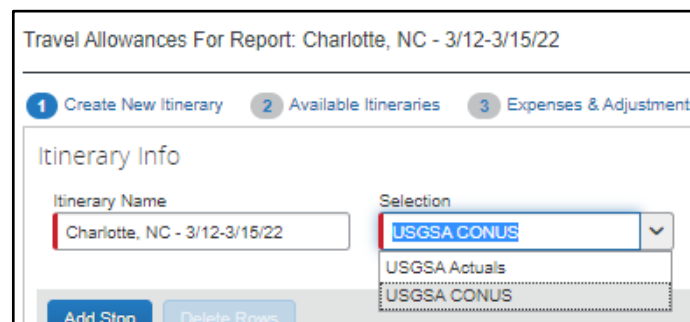 Travel Allowances For Report: Charlotte, NC - 3/12-3/15/22
1 Create New Itinerary 2 Available Itineraries 3 Expenses & Adjustment
Itinerary Info
Itinerary Name Selection
Charlotte, NC - 3/12-3/15/22 USGSA CONUS
USGSA Actuals
USGSA CONUS
Add Stop Delete Rows